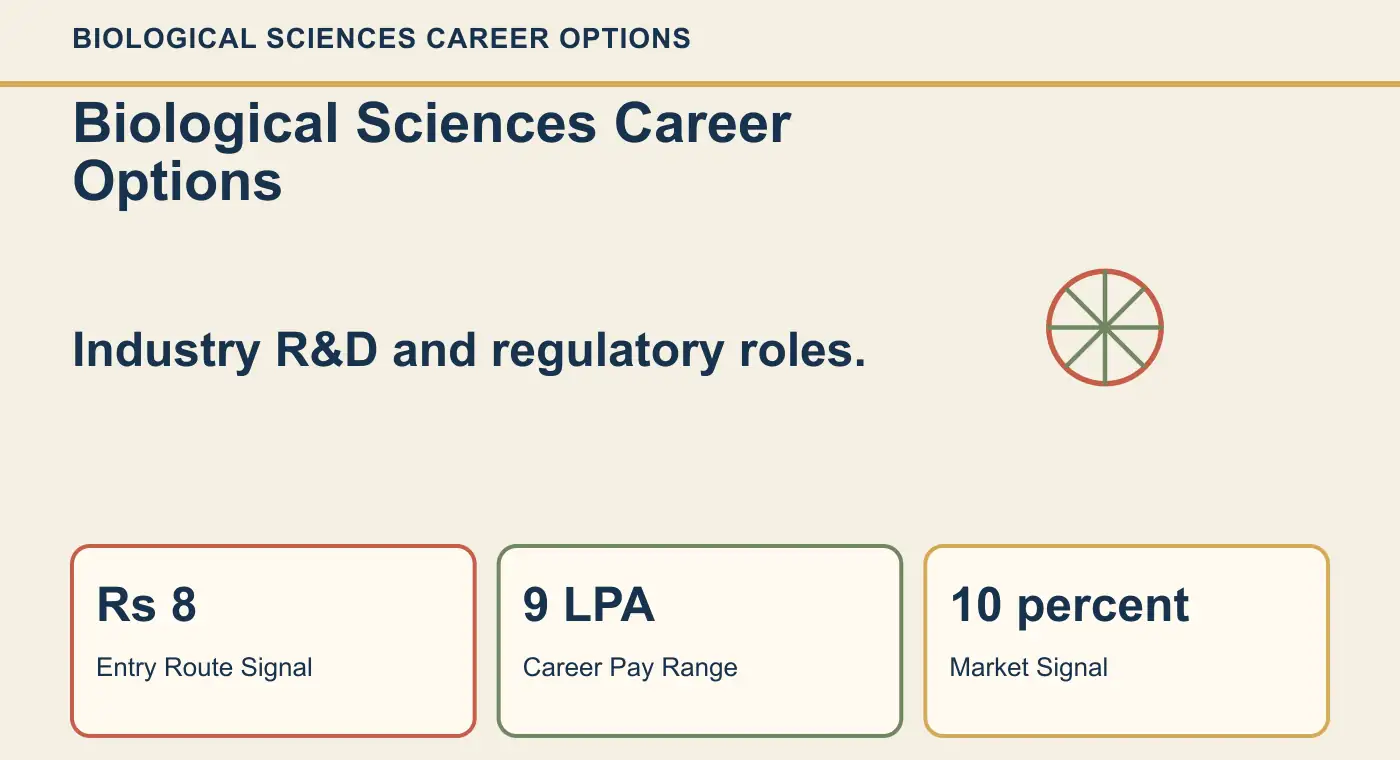 BIOLOGICAL SCIENCES CAREER OPTIONS
Biological Sciences Career
Options
Industry R&D and regulatory roles.
Rs 8
Entry Route Signal
9 LPA
Career Pay Range
10 percent
Market Signal